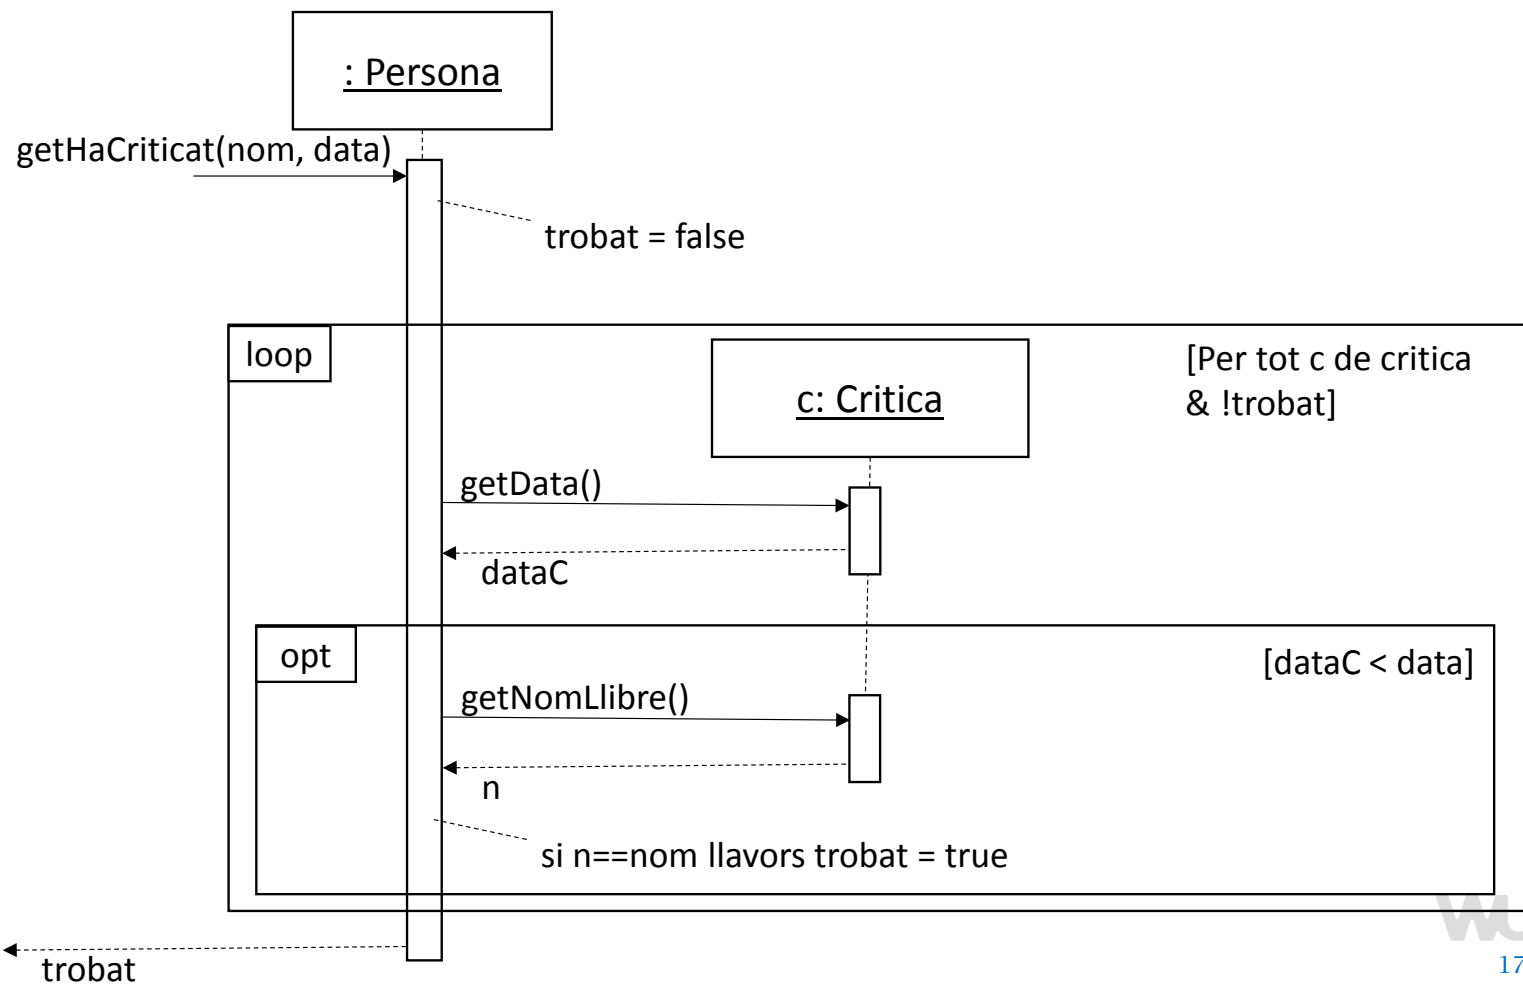 : Persona
getHaCriticat(nom, data)
trobat = false
loop
[Per tot c de critica
& !trobat]
c: Critica
getData()
dataC
opt
[dataC < data]
getNomLlibre()
n
si n==nom llavors trobat = true
trobat
17